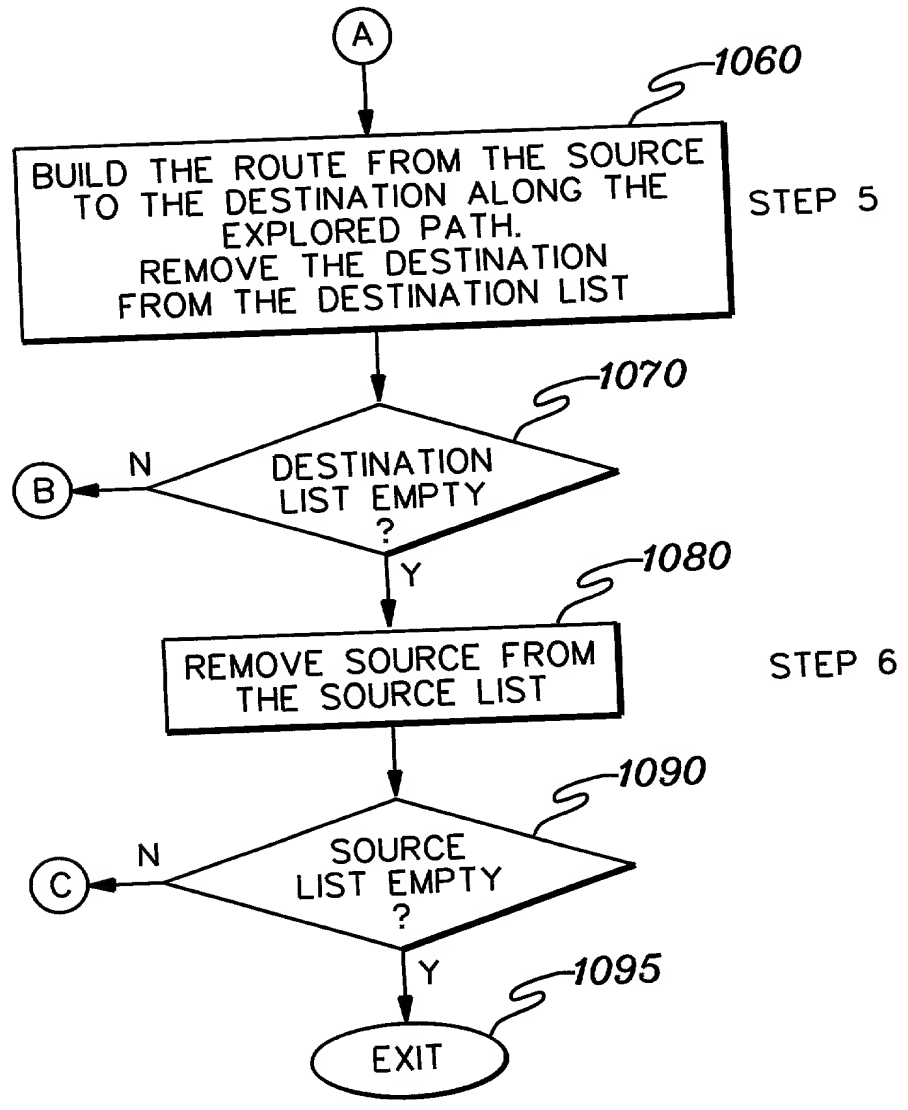 A
1060
BUILD THE ROUTE FROM THE SOURCE
TO THE DESTINATION ALONG THE
EXPLORED PATH.
REMOVE THE DESTINATION
FROM THE DESTINATION LIST
STEP 5
1070
N
B
DESTINATION
LIST EMPTY
?
Y
1080
REMOVE SOURCE FROM
THE SOURCE LIST
STEP 6
1090
N
C
SOURCE
LIST EMPTY
?
Y
1095
EXIT